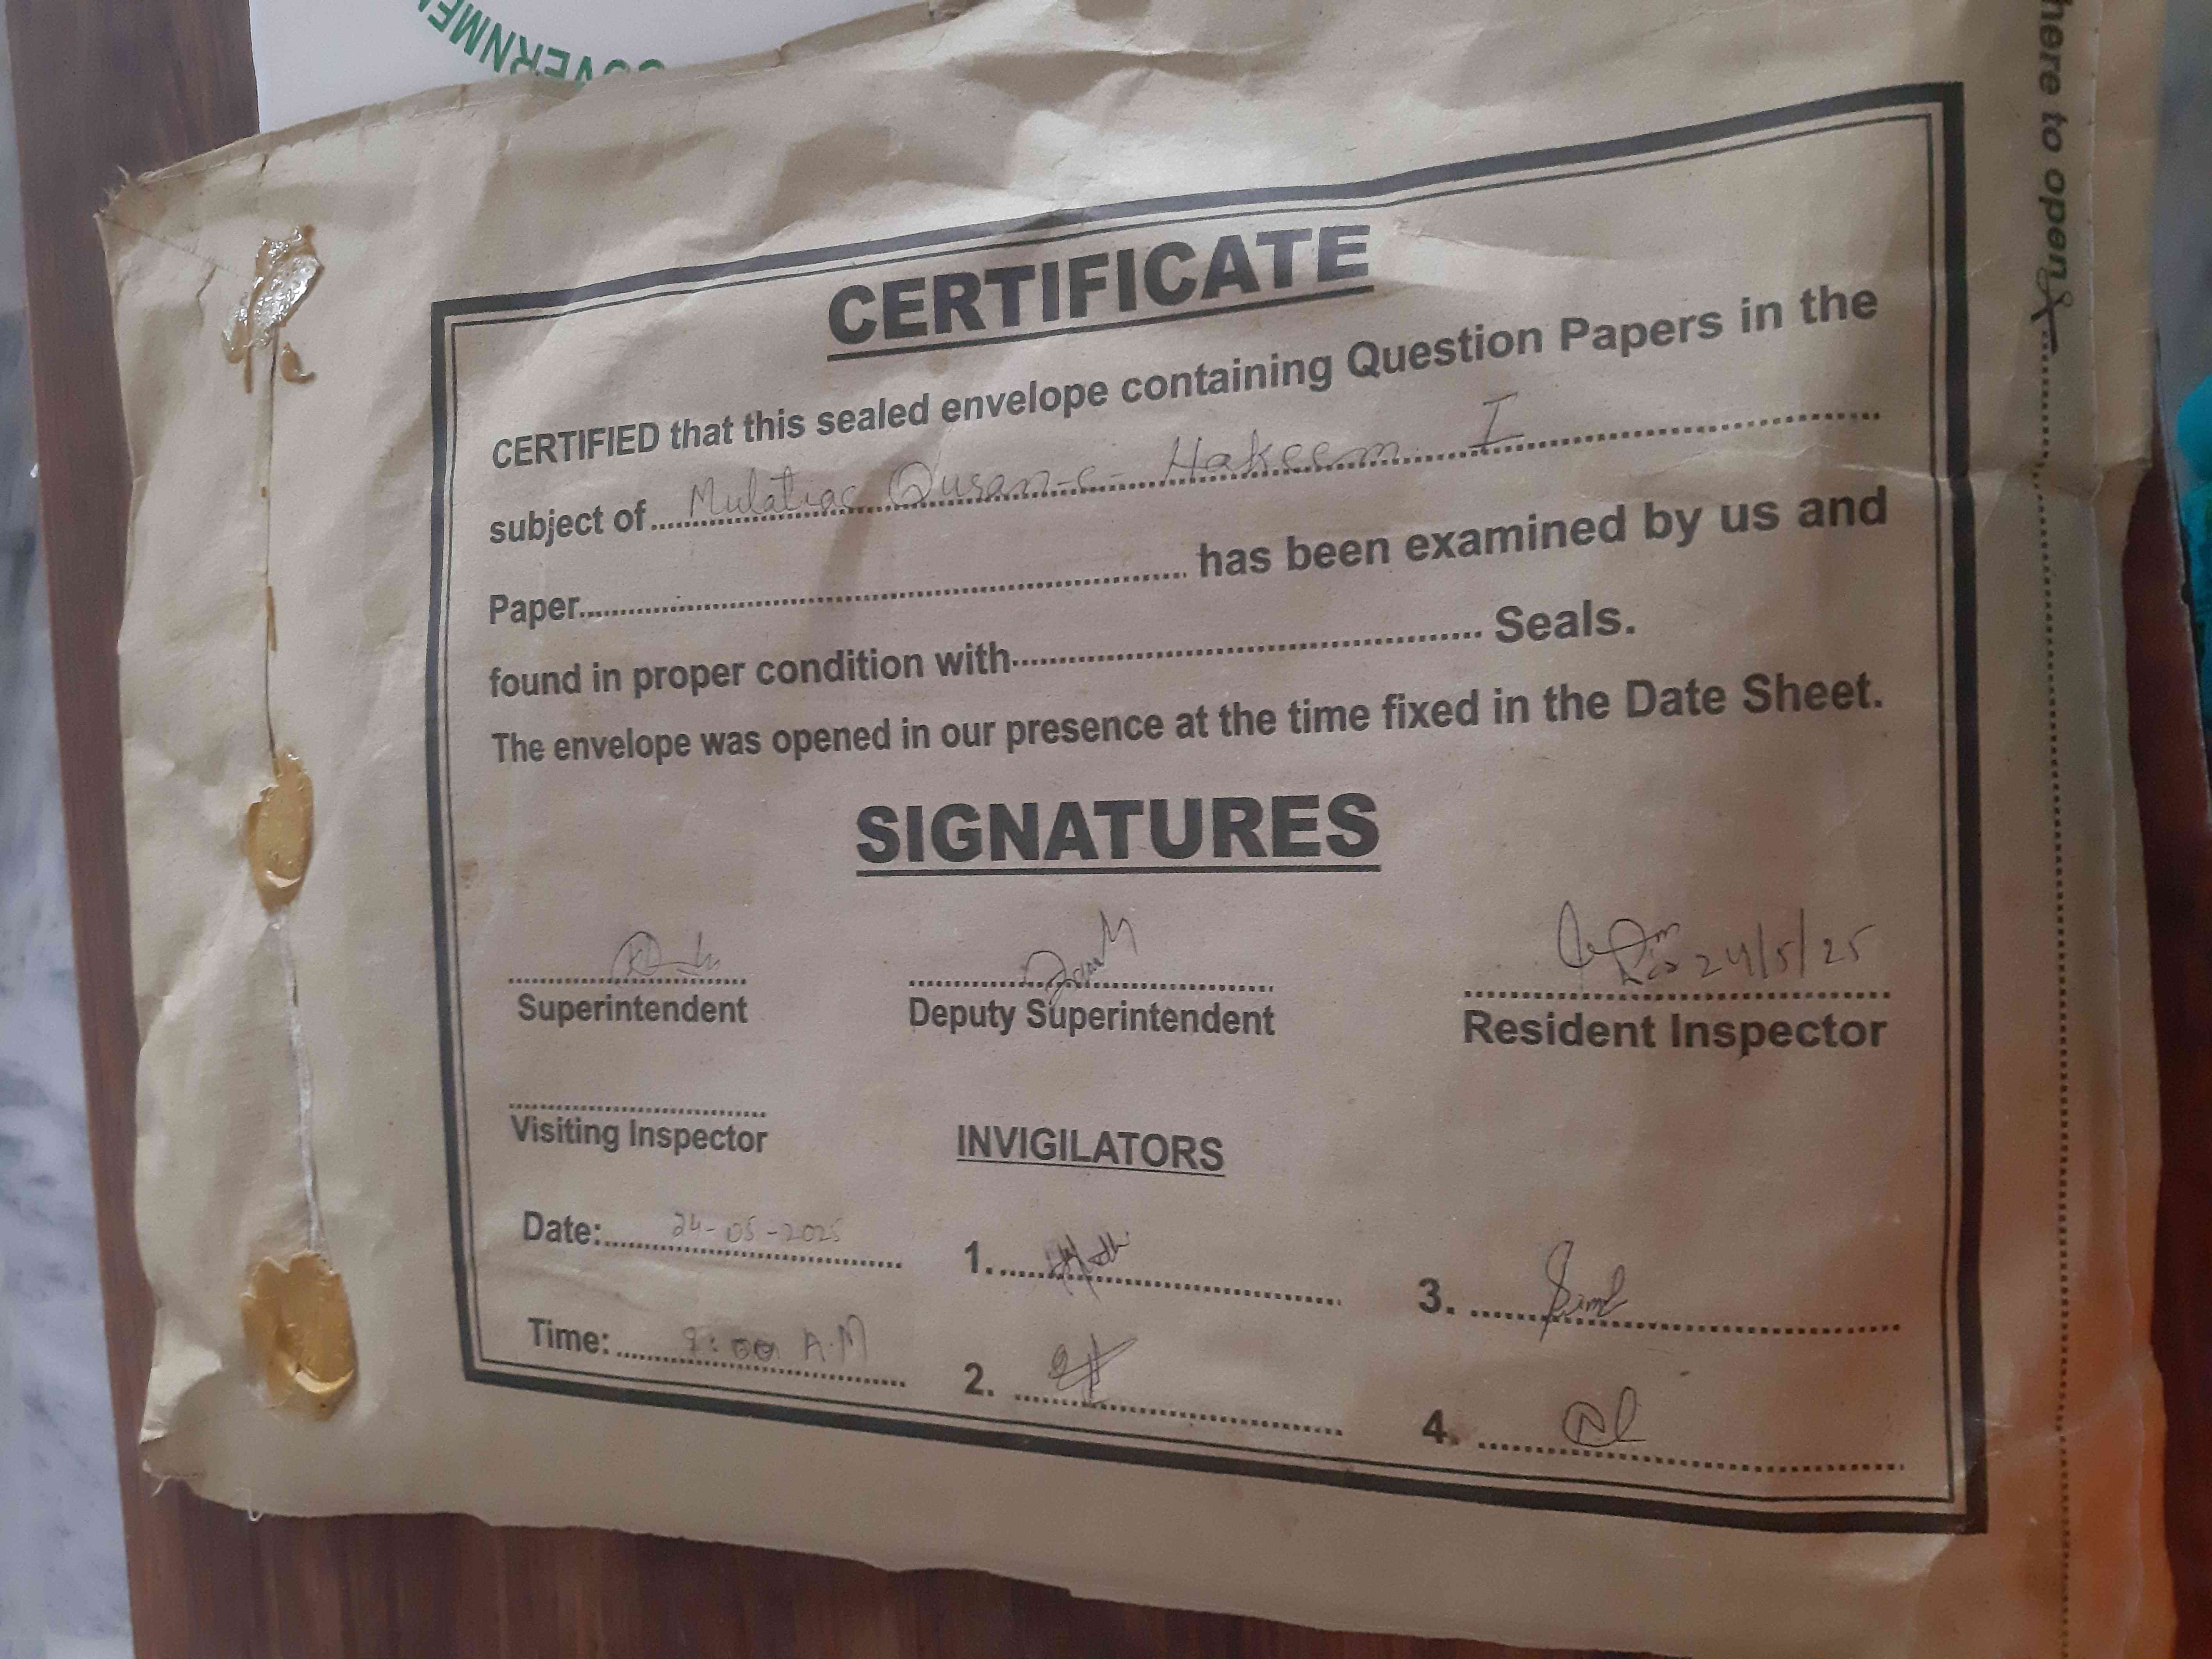 GOVERNME
here to open
CERTIFICATE
CERTIFIED that this sealed envelope containing Question Papers in the
subject of Mulatiac Quran-e-Hakeem I
Paper has been examined by us and
found in proper condition with Seals.
The envelope was opened in our presence at the time fixed in the Date Sheet.
SIGNATURES
24/5/25
Superintendent Deputy Superintendent Resident Inspector
Visiting Inspector INVIGILATORS
Date: 24-05-2025 1. 3.
Time: 9:00 A.M 2. 4.